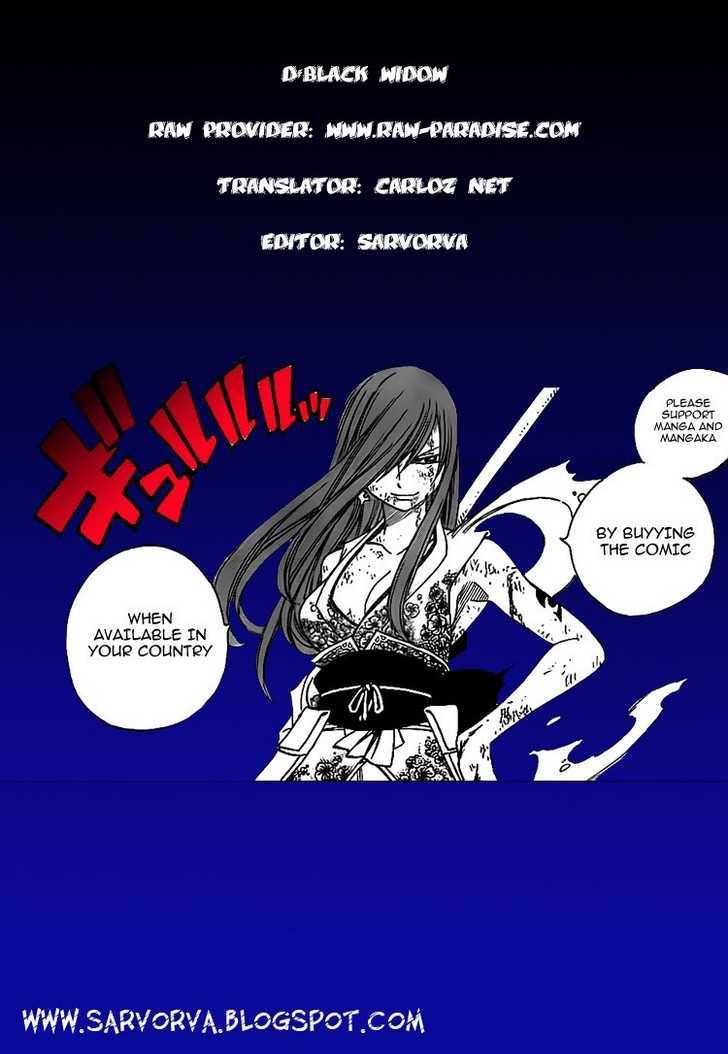 D-BLACK WIDOW
RAW PROVIDER: WWW.RAW-PARADISE.COM
TRANSLATOR: CARLOZ NET
EDITOR: SARVORVA
ギュルルルルッ
PLEASE
SUPPORT
MANGA AND
MANGAKA
BY BUYYING
THE COMIC
WHEN
AVAILABLE IN
YOUR COUNTRY
WWW.SARVORVA.BLOGSPOT.COM